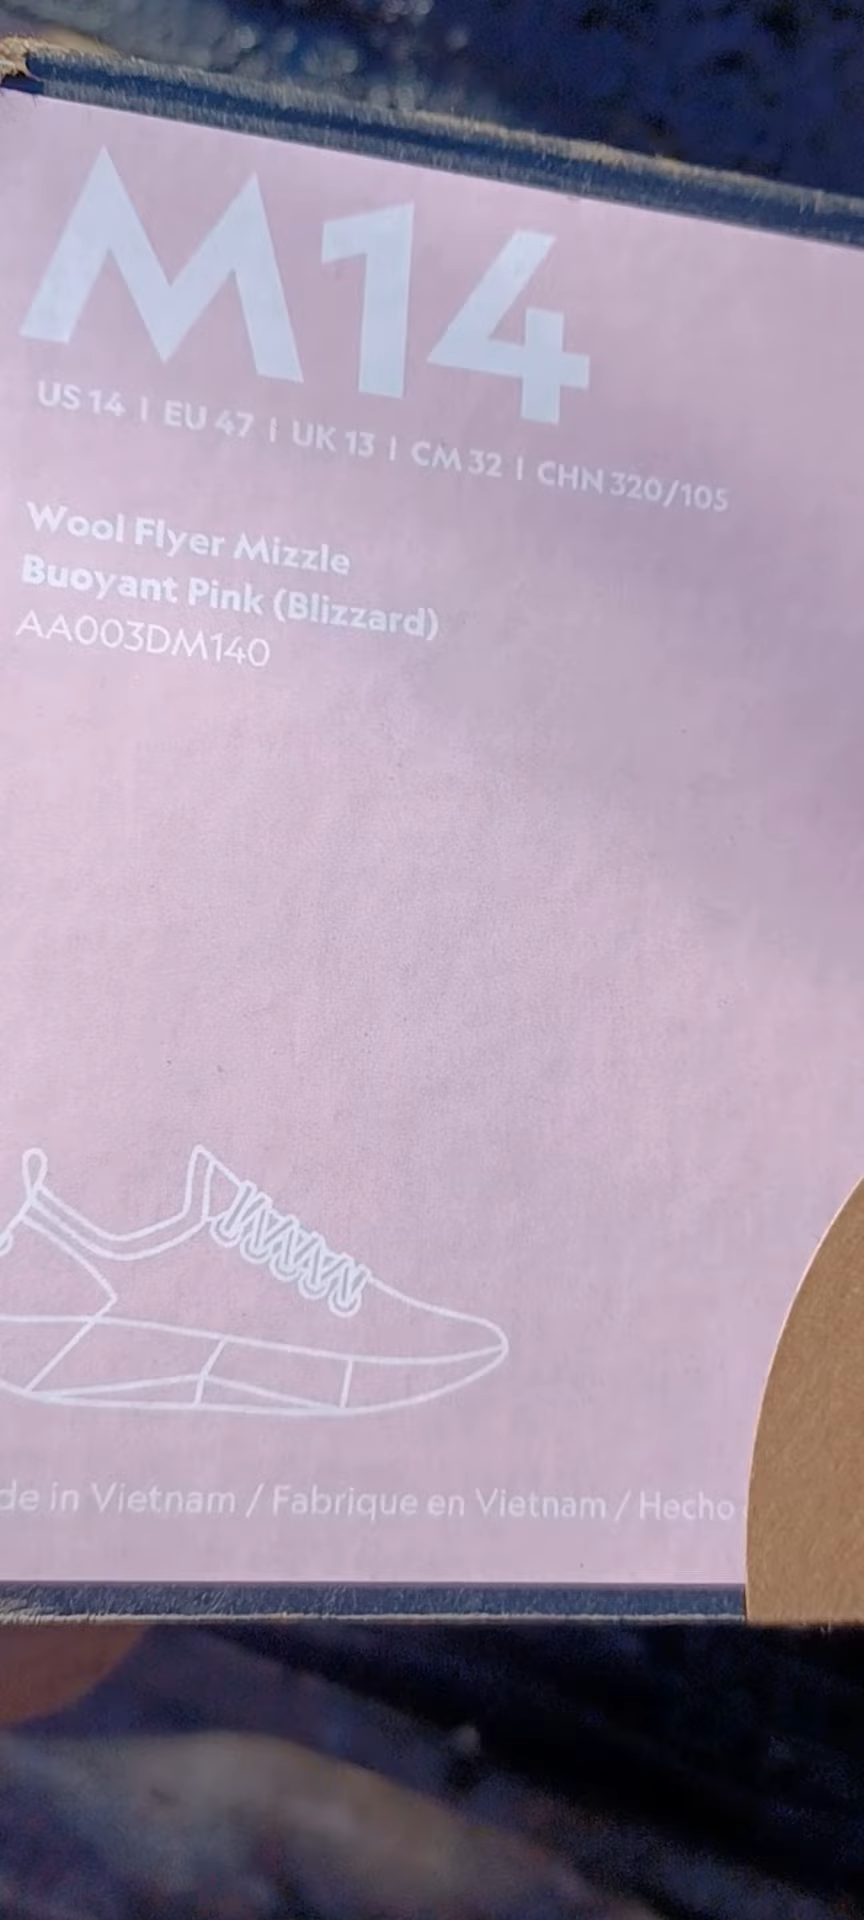 M14
US 14 | EU 47 | UK 13 | CM 32 | CHN 320/105
Wool Flyer Mizzle
Buoyant Pink (Blizzard)
AA003DM140
de in Vietnam / Fabrique en Vietnam / Hecho